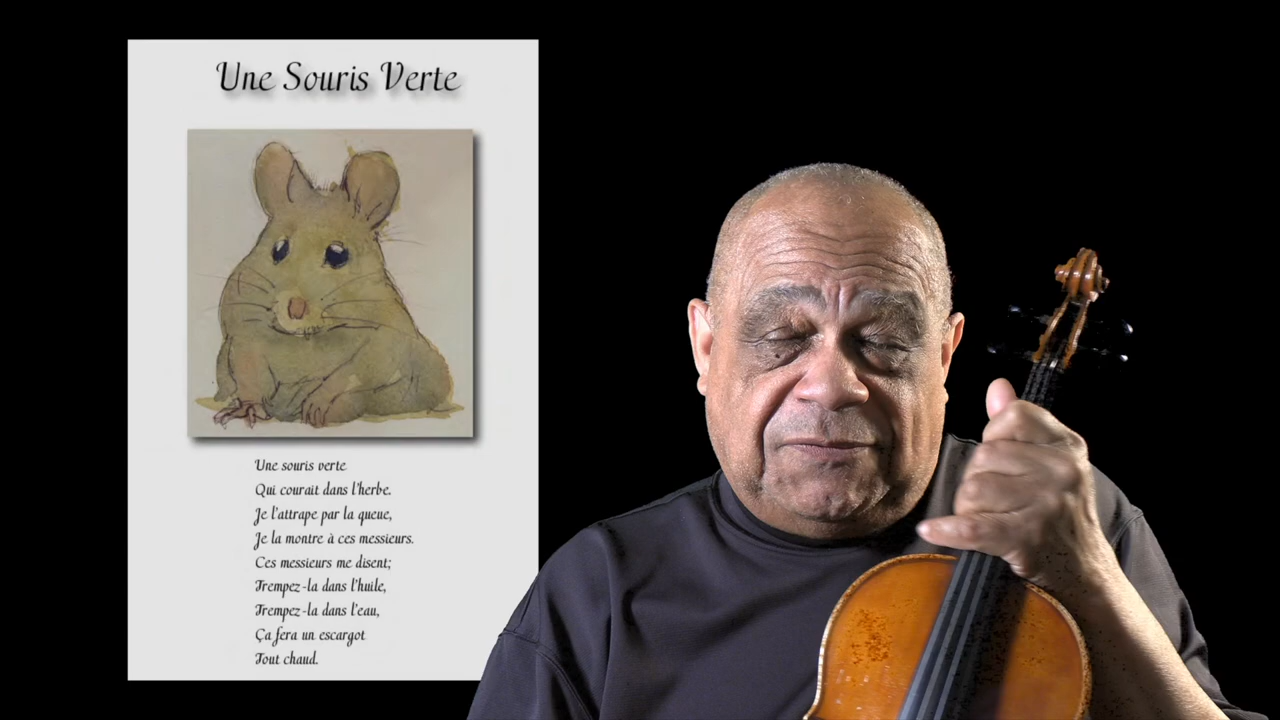 Une Souris Verte
Une souris verte
Qui courait dans l'herbe.
Je l'attrape par la queue,
Je la montre à ces messieurs.
Ces messieurs me disent;
Trempez-la dans l'huile,
Trempez-la dans l'eau,
Ça fera un escargot
Tout chaud.